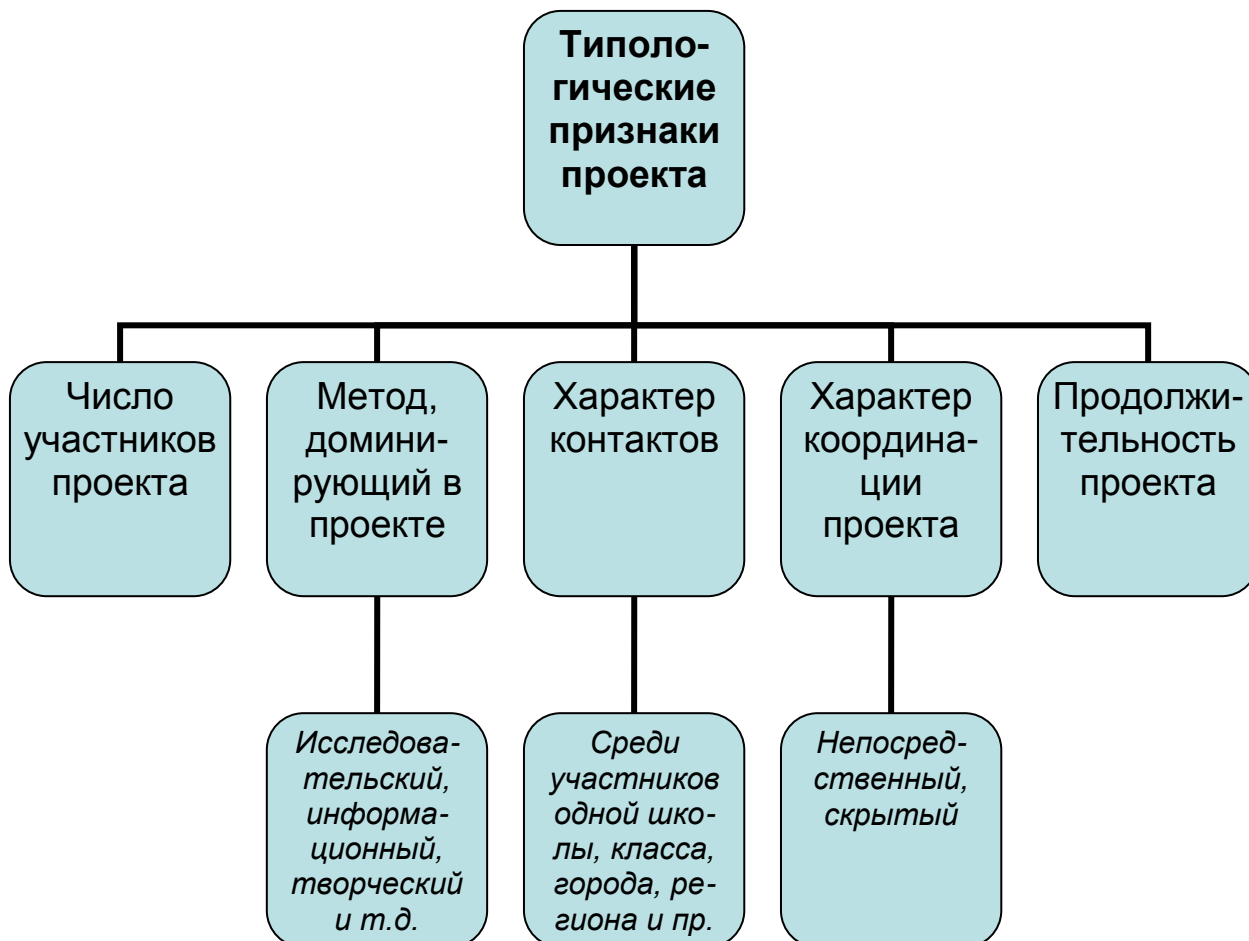 Типоло-
гические
признаки
проекта
Число
участников
проекта
Метод,
домини-
рующий в
проекте
Характер
контактов
Характер
координа-
ции
проекта
Продолжи-
тельность
проекта
Исследова-
тельский,
информа-
ционный,
творческий
и т.д.
Среди
участников
одной шко-
лы, класса,
города, ре-
гиона и пр.
Непосред-
ственный,
скрытый